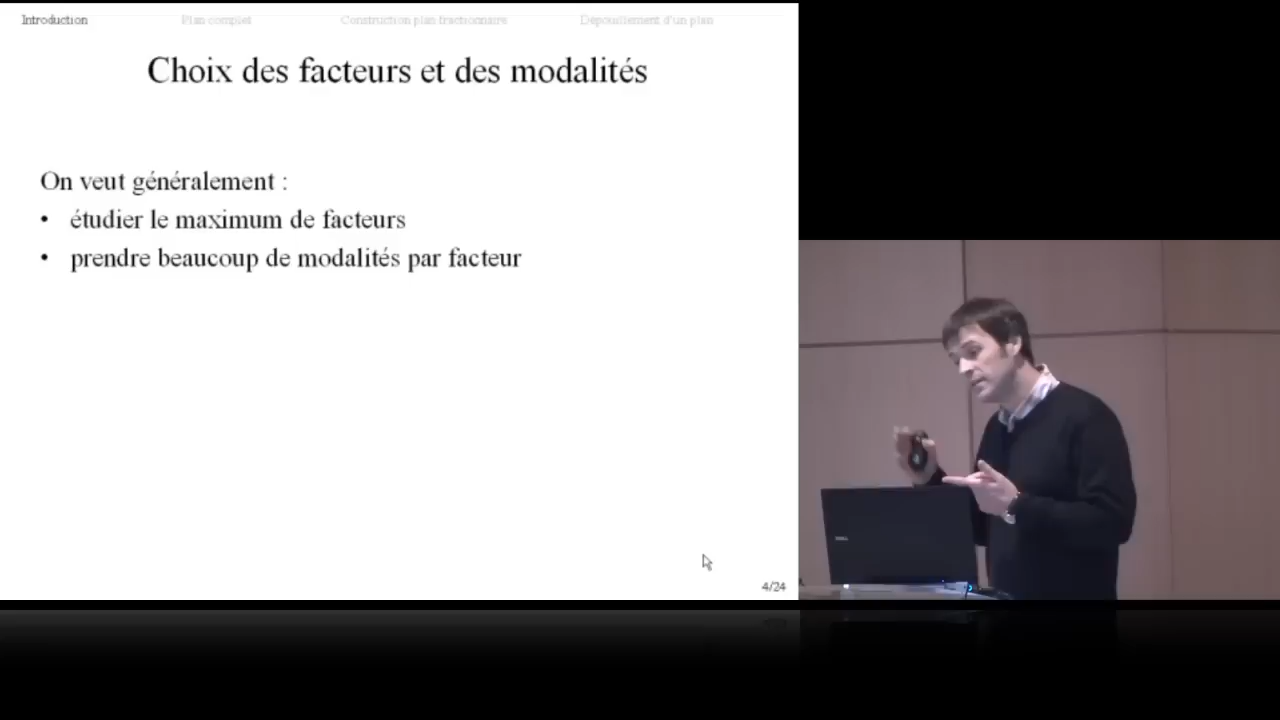 Introduction Plan complet Construction plan fractionnaire Dépouillement d'un plan
Choix des facteurs et des modalités
On veut généralement :
• étudier le maximum de facteurs
• prendre beaucoup de modalités par facteur
4/24
DELL